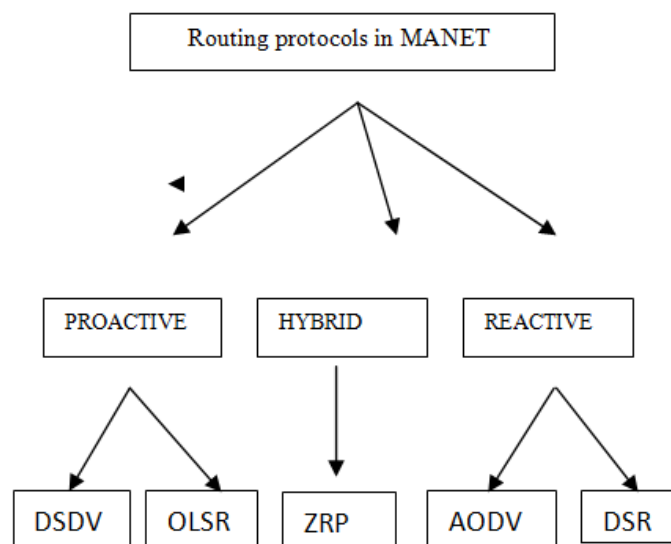 Routing protocols in MANET
PROACTIVE
HYBRID
REACTIVE
DSDV
OLSR
ZRP
AODV
DSR